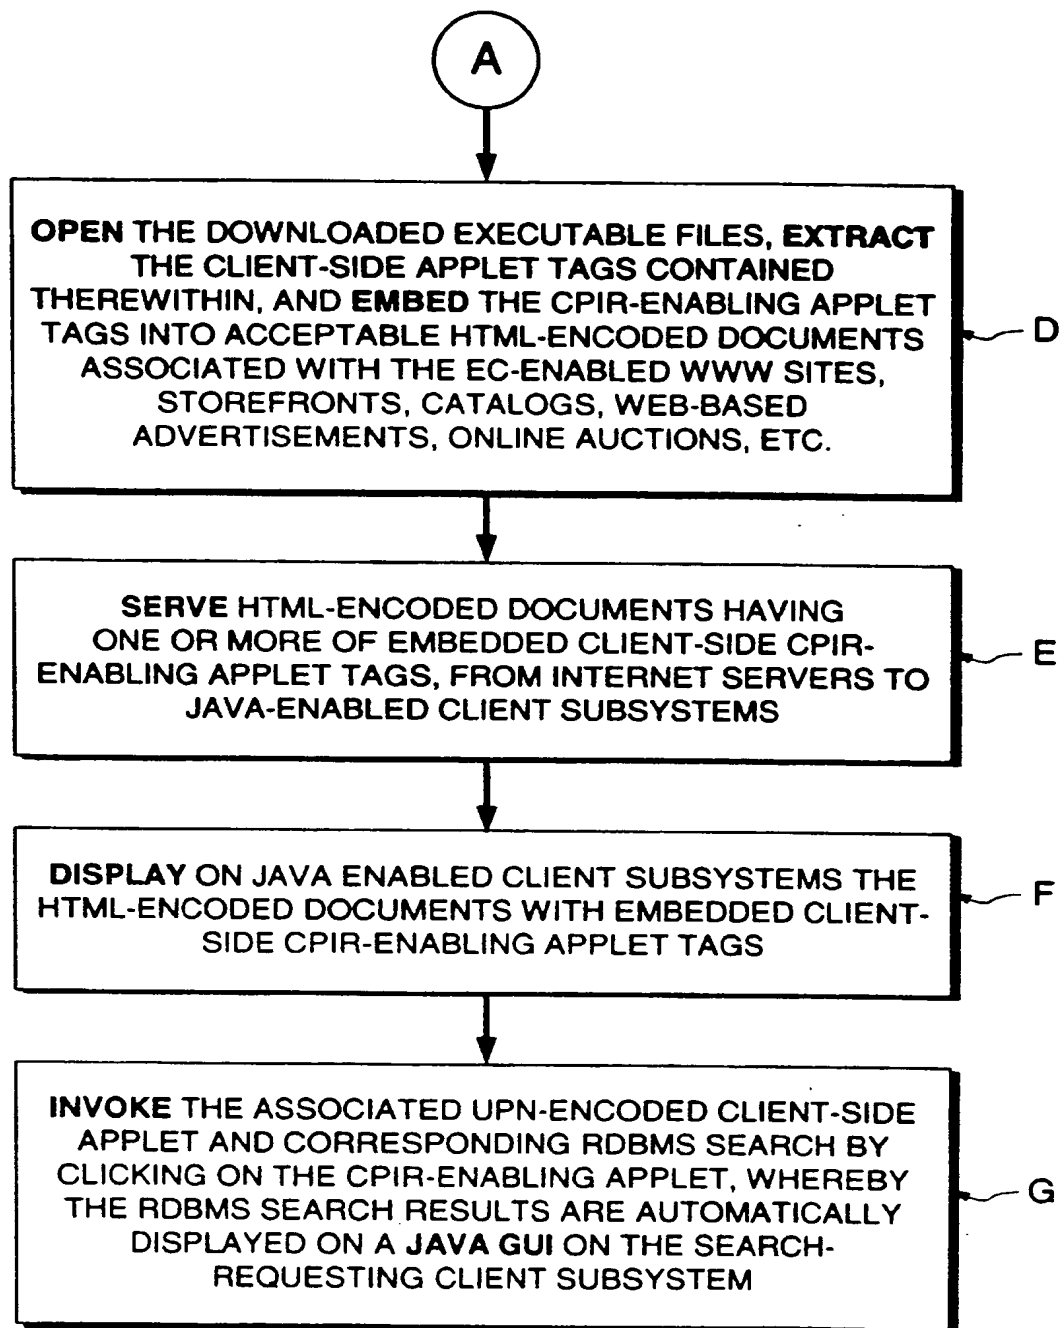 A
OPEN THE DOWNLOADED EXECUTABLE FILES, EXTRACT
THE CLIENT-SIDE APPLET TAGS CONTAINED
THEREWITHIN, AND EMBED THE CPIR-ENABLING APPLET
TAGS INTO ACCEPTABLE HTML-ENCODED DOCUMENTS
ASSOCIATED WITH THE EC-ENABLED WWW SITES,
STOREFRONTS, CATALOGS, WEB-BASED
ADVERTISEMENTS, ONLINE AUCTIONS, ETC.
D
SERVE HTML-ENCODED DOCUMENTS HAVING
ONE OR MORE OF EMBEDDED CLIENT-SIDE CPIR-
ENABLING APPLET TAGS, FROM INTERNET SERVERS TO
JAVA-ENABLED CLIENT SUBSYSTEMS
E
DISPLAY ON JAVA ENABLED CLIENT SUBSYSTEMS THE
HTML-ENCODED DOCUMENTS WITH EMBEDDED CLIENT-
SIDE CPIR-ENABLING APPLET TAGS
F
INVOKE THE ASSOCIATED UPN-ENCODED CLIENT-SIDE
APPLET AND CORRESPONDING RDBMS SEARCH BY
CLICKING ON THE CPIR-ENABLING APPLET, WHEREBY
THE RDBMS SEARCH RESULTS ARE AUTOMATICALLY
DISPLAYED ON A JAVA GUI ON THE SEARCH-
REQUESTING CLIENT SUBSYSTEM
G